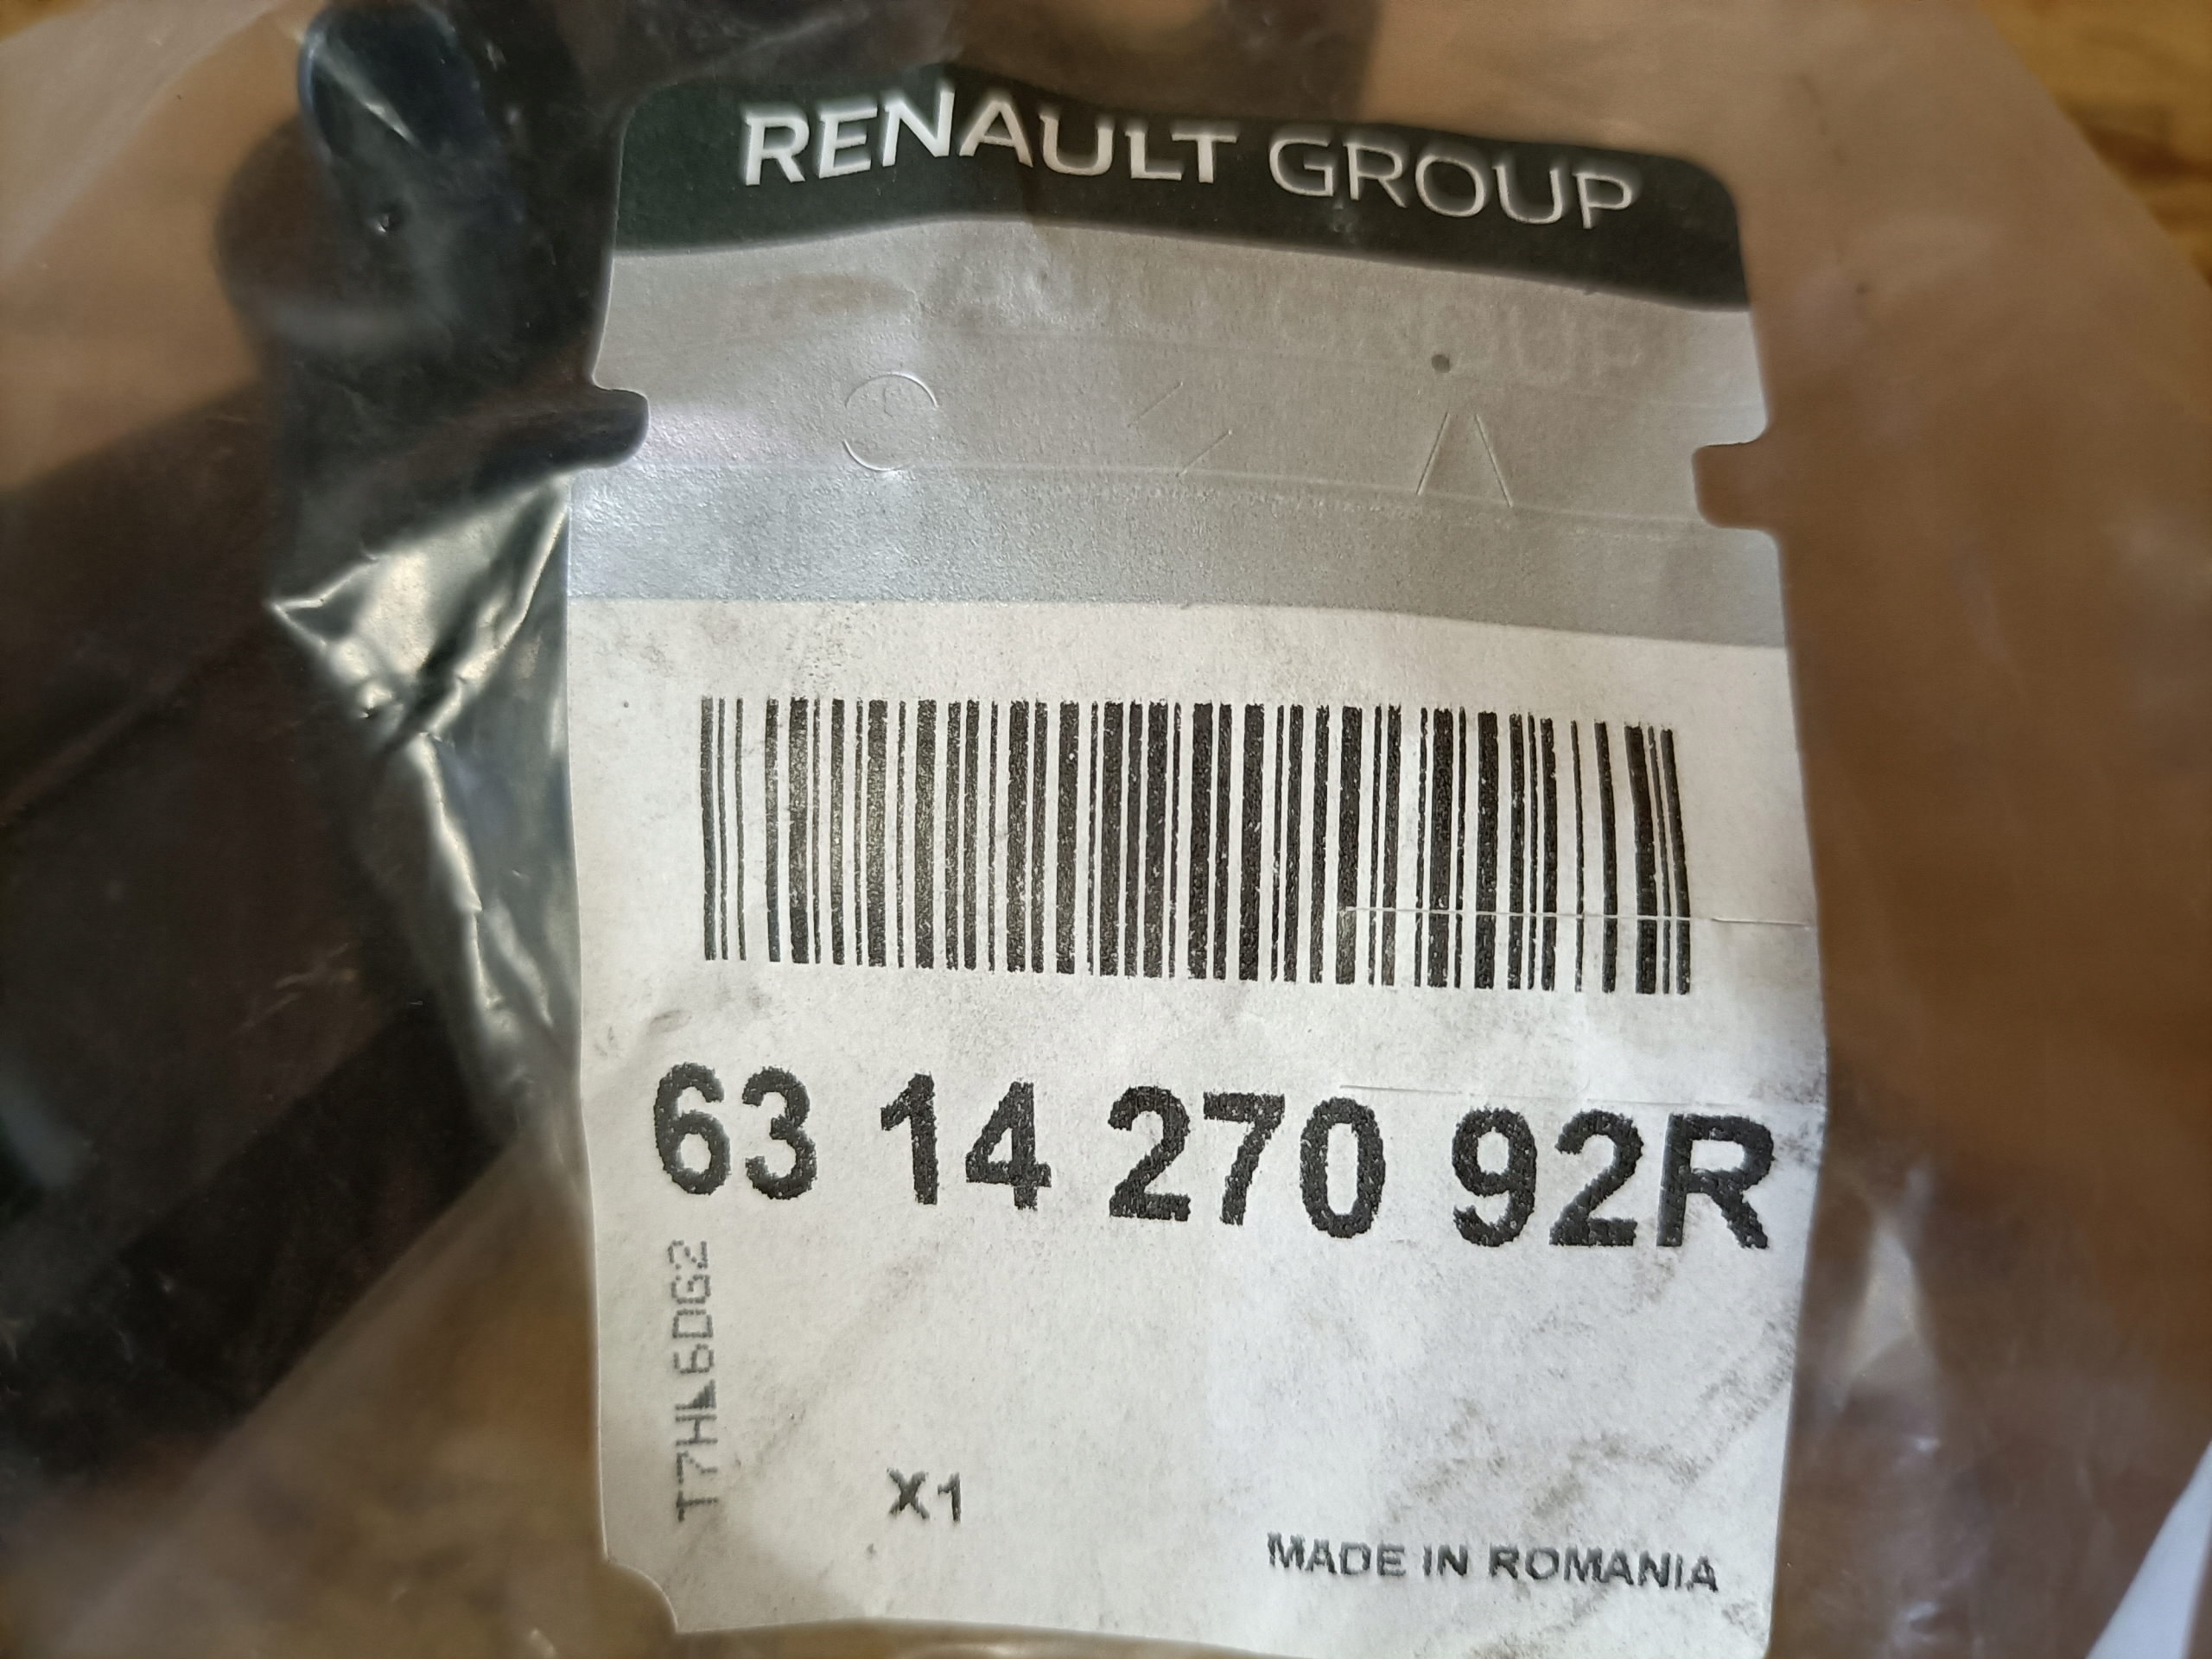 RENAULT GROUP
63 14 270 92R
T7HL6DG2
X1
MADE IN ROMANIA